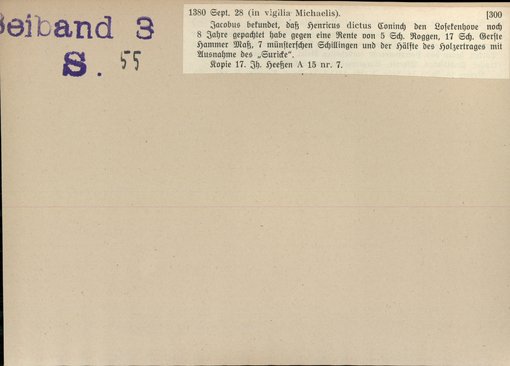 Beiband 3
S. 55
1380 Sept. 28 (in vigilia Michaelis). [300
Jacobus bekundet, daß Henricus dictus Coninch den Loſekenhove noch
8 Jahre gepachtet habe gegen eine Rente von 5 Sch. Roggen, 17 Sch. Gerſte
Hammer Maß, 7 münſterſchen Schillingen und der Hälfte des Holzertrages mit
Ausnahme des „Suricke“.
Kopie 17. Jh. Heeßen A 15 nr. 7.